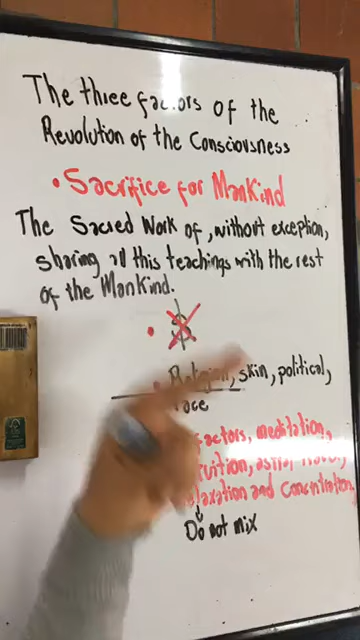 The three factors of the
Revolution of the Consciousness
• Sacrifice for Mankind
The Sacred Work of, without exception,
sharing all this teachings with the rest
of the Mankind.
• $
• Religion, skin, political,
race
factors, meditation,
astral
and Concentration.
Do not mix